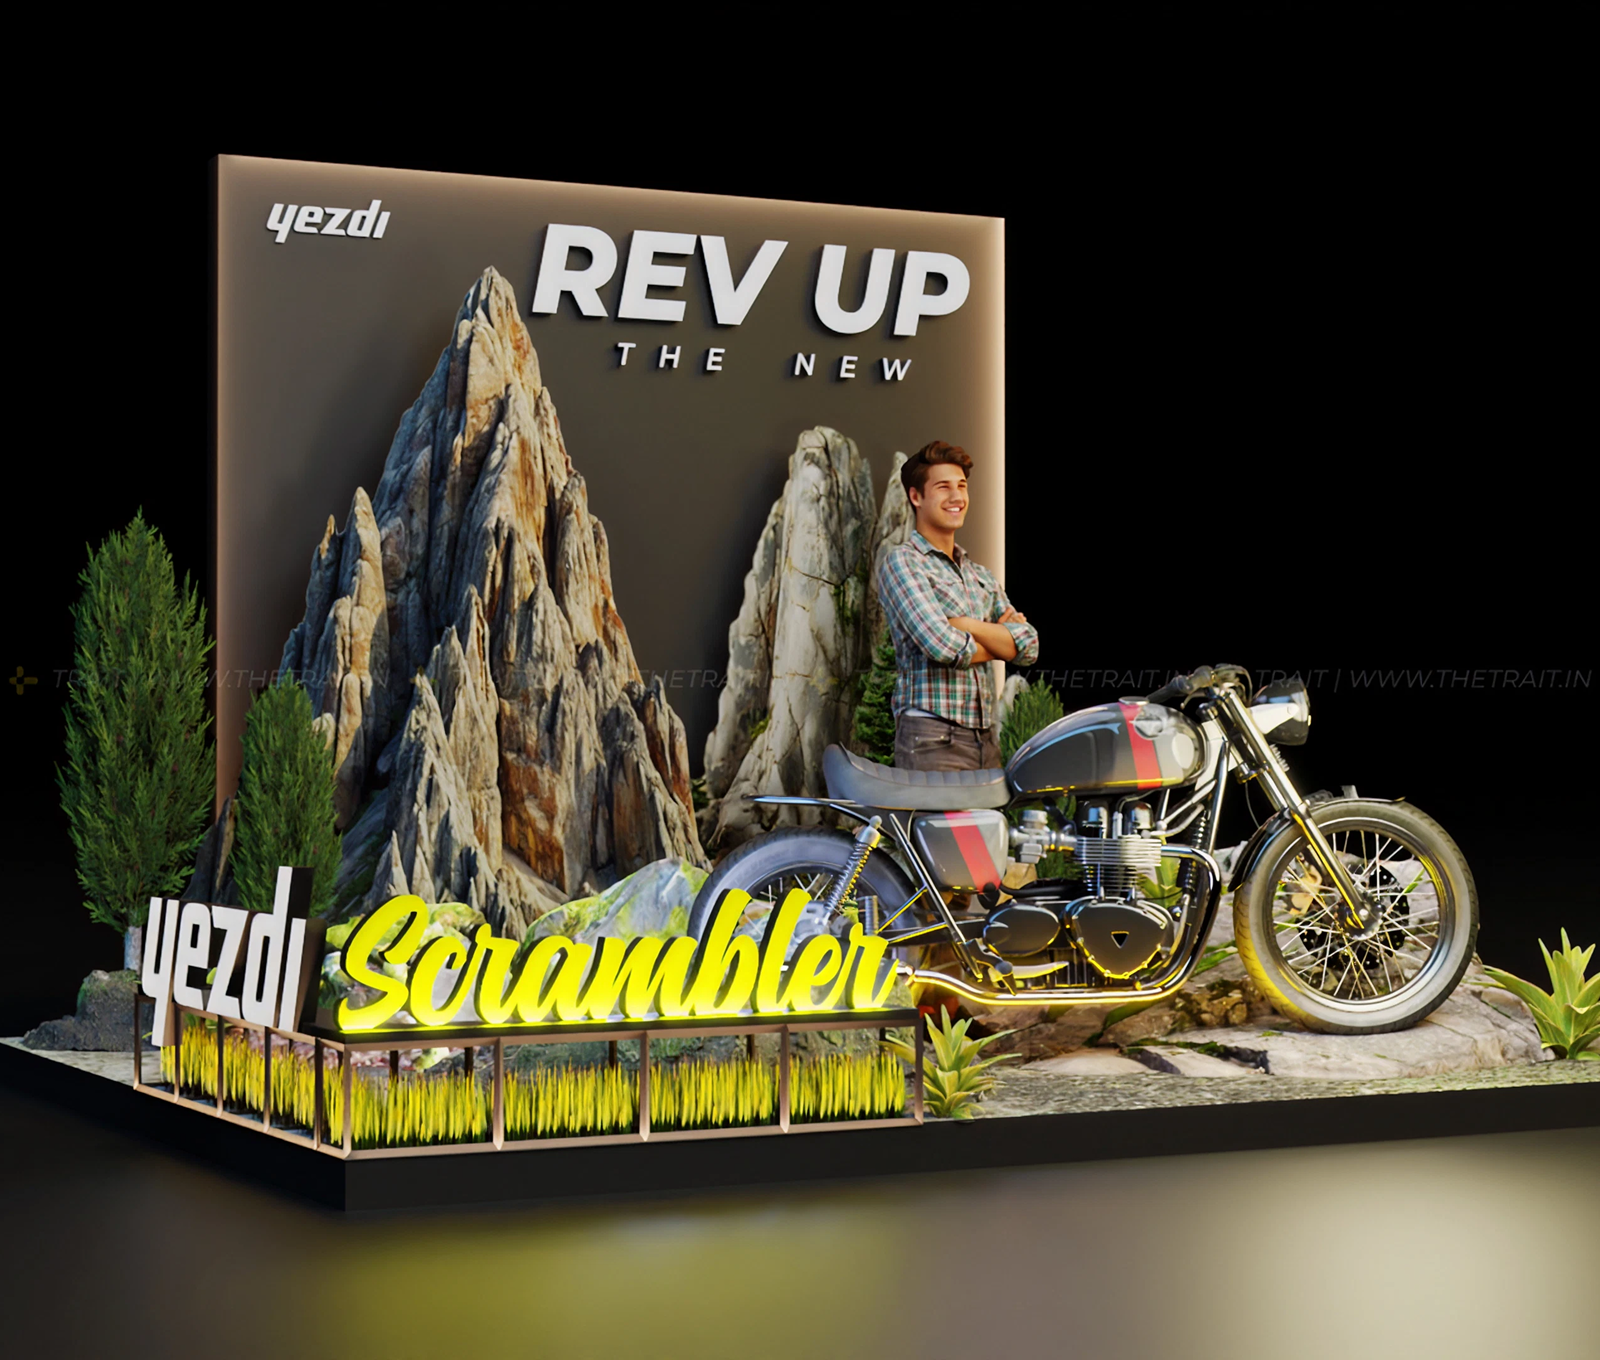 yezdi
REV UP
THE NEW
TRAIT | WWW.THETRAIT.IN
yezdi
Scrambler